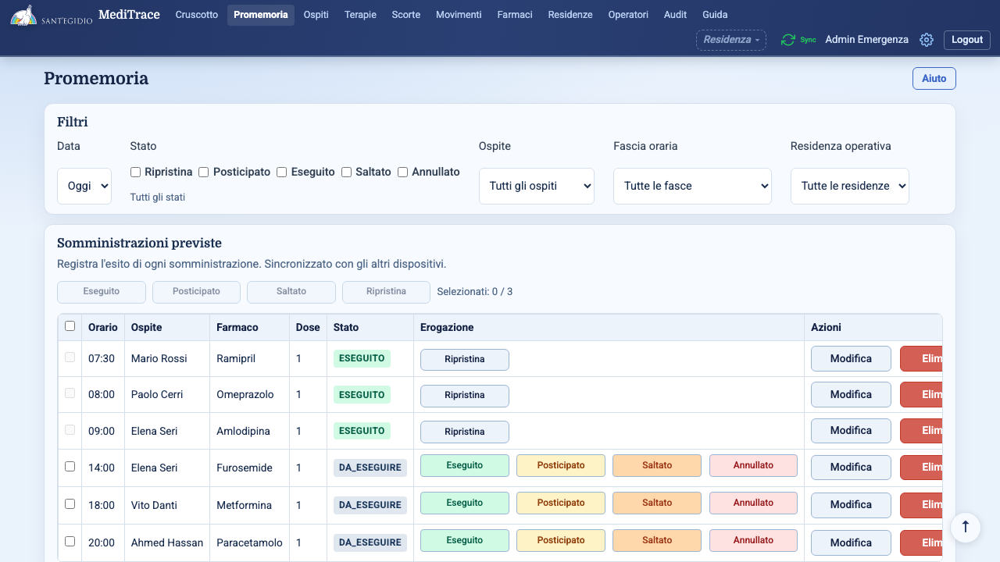 SANTEGIDIO MediTrace Cruscotto Promemoria Ospiti Terapie Scorte Movimenti Farmaci Residenze Operatori Audit Guida
Residenza Sync Admin Emergenza Logout
Promemoria Aiuto
Filtri
Data Stato Ospite Fascia oraria Residenza operativa
Oggi Ripristina Posticipato Eseguito Saltato Annullato Tutti gli ospiti Tutte le fasce Tutte le residenze
Tutti gli stati
Somministrazioni previste
Registra l'esito di ogni somministrazione. Sincronizzato con gli altri dispositivi.
Eseguito Posticipato Saltato Ripristina Selezionati: 0 / 3
Orario Ospite Farmaco Dose Stato Erogazione Azioni
07:30 Mario Rossi Ramipril 1 ESEGUITO Ripristina Modifica Elim
08:00 Paolo Cerri Omeprazolo 1 ESEGUITO Ripristina Modifica Elim
09:00 Elena Seri Amlodipina 1 ESEGUITO Ripristina Modifica Elim
14:00 Elena Seri Furosemide 1 DA_ESEGUIRE Eseguito Posticipato Saltato Annullato Modifica Elim
18:00 Vito Danti Metformina 1 DA_ESEGUIRE Eseguito Posticipato Saltato Annullato Modifica Elim
20:00 Ahmed Hassan Paracetamolo 1 DA_ESEGUIRE Eseguito Posticipato Saltato Annullato Modifica Elim